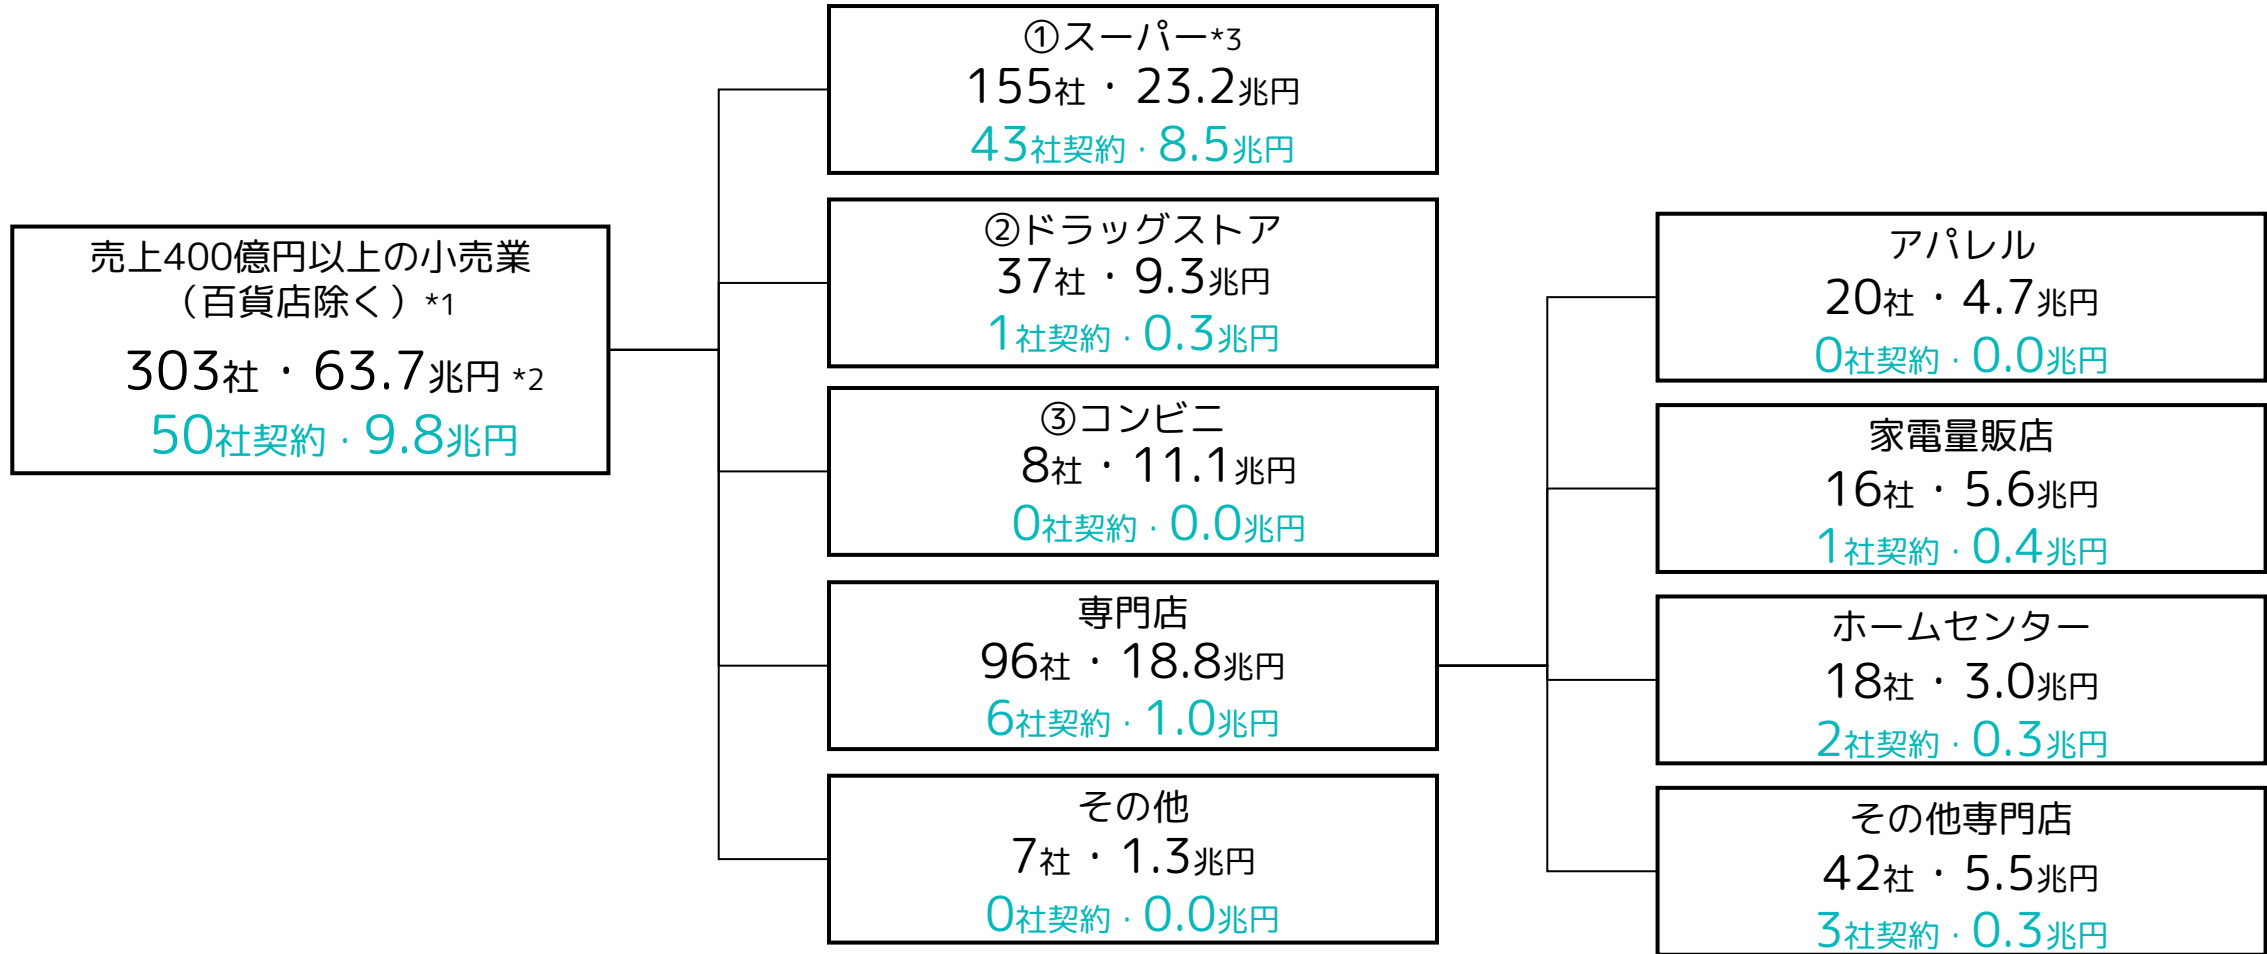 売上400億円以上の小売業
（百貨店除く）*1
303社・63.7兆円 *2
50社契約・9.8兆円
①スーパー*3
155社・23.2兆円
43社契約・8.5兆円
②ドラッグストア
37社・9.3兆円
1社契約・0.3兆円
③コンビニ
8社・11.1兆円
0社契約・0.0兆円
専門店
96社・18.8兆円
6社契約・1.0兆円
その他
7社・1.3兆円
0社契約・0.0兆円
アパレル
20社・4.7兆円
0社契約・0.0兆円
家電量販店
16社・5.6兆円
1社契約・0.4兆円
ホームセンター
18社・3.0兆円
2社契約・0.3兆円
その他専門店
42社・5.5兆円
3社契約・0.3兆円